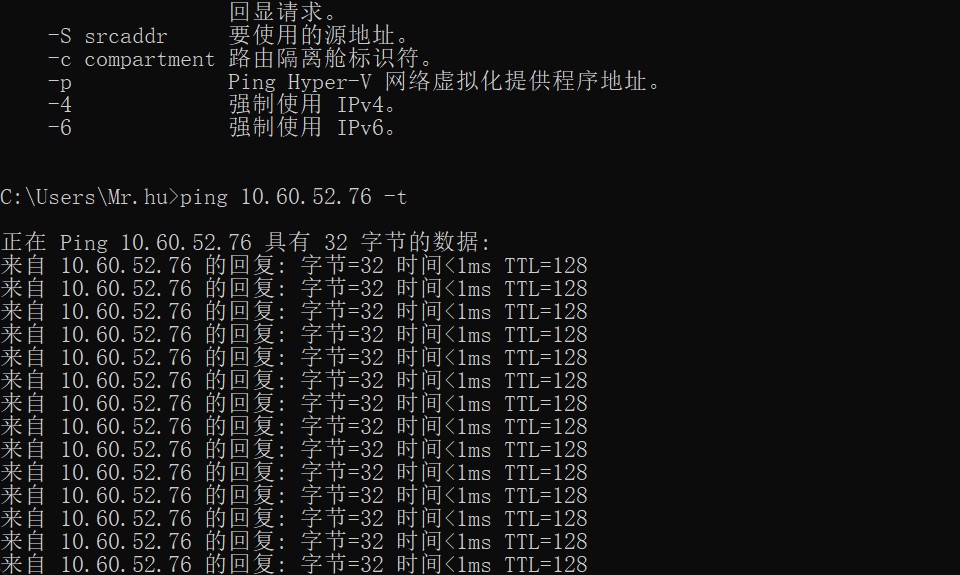 回显请求。
-S srcaddr 要使用的源地址。
-c compartment 路由隔离舱标识符。
-p Ping Hyper-V 网络虚拟化提供程序地址。
-4 强制使用 IPv4。
-6 强制使用 IPv6。
C:\Users\Mr.hu>ping 10.60.52.76 -t
正在 Ping 10.60.52.76 具有 32 字节的数据:
来自 10.60.52.76 的回复: 字节=32 时间<1ms TTL=128
来自 10.60.52.76 的回复: 字节=32 时间<1ms TTL=128
来自 10.60.52.76 的回复: 字节=32 时间<1ms TTL=128
来自 10.60.52.76 的回复: 字节=32 时间<1ms TTL=128
来自 10.60.52.76 的回复: 字节=32 时间<1ms TTL=128
来自 10.60.52.76 的回复: 字节=32 时间<1ms TTL=128
来自 10.60.52.76 的回复: 字节=32 时间<1ms TTL=128
来自 10.60.52.76 的回复: 字节=32 时间<1ms TTL=128
来自 10.60.52.76 的回复: 字节=32 时间<1ms TTL=128
来自 10.60.52.76 的回复: 字节=32 时间<1ms TTL=128
来自 10.60.52.76 的回复: 字节=32 时间<1ms TTL=128
来自 10.60.52.76 的回复: 字节=32 时间<1ms TTL=128
来自 10.60.52.76 的回复: 字节=32 时间<1ms TTL=128
来自 10.60.52.76 的回复: 字节=32 时间<1ms TTL=128